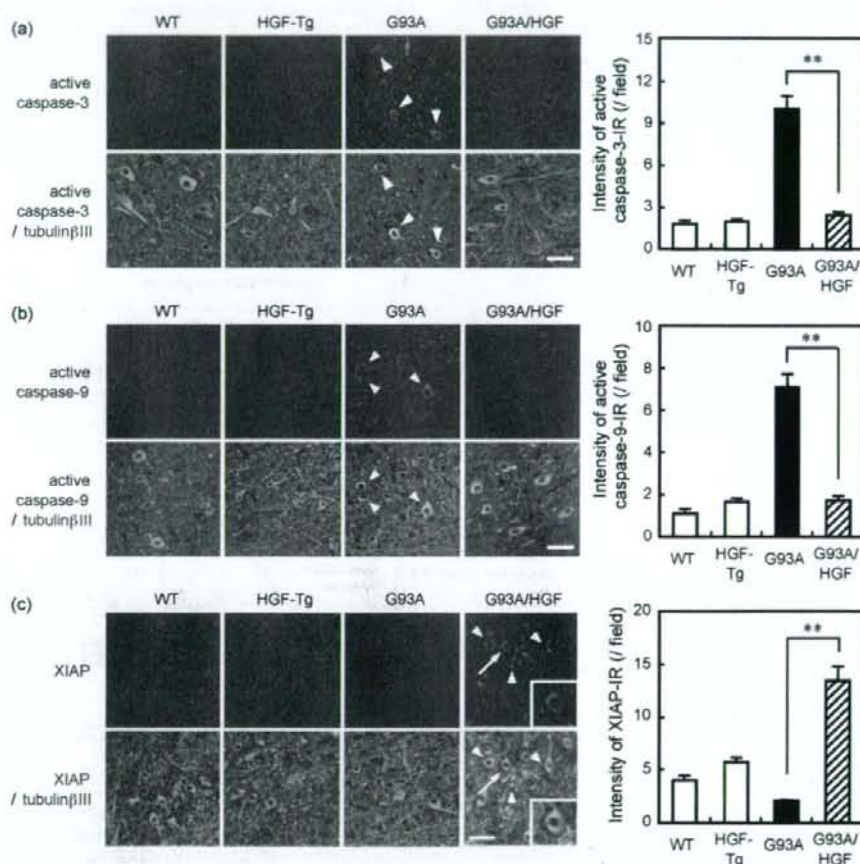 (a)
WT HGF-Tg G93A G93A/HGF
active
caspase-3
active
caspase-3
/ tubulinβIII
Intensity of active
caspase-3-IR (/ field)
15
12
9
6
3
0
**
WT HGF-Tg G93A G93A/HGF
(b)
WT HGF-Tg G93A G93A/HGF
active
caspase-9
active
caspase-9
/ tubulinβIII
Intensity of active
caspase-9-IR (/ field)
10
8
6
4
2
0
**
WT HGF-Tg G93A G93A/HGF
(c)
WT HGF-Tg G93A G93A/HGF
XIAP
XIAP
/ tubulinβIII
Intensity of XIAP-IR (/ field)
20
15
10
5
0
**
WT HGF-Tg G93A G93A/HGF